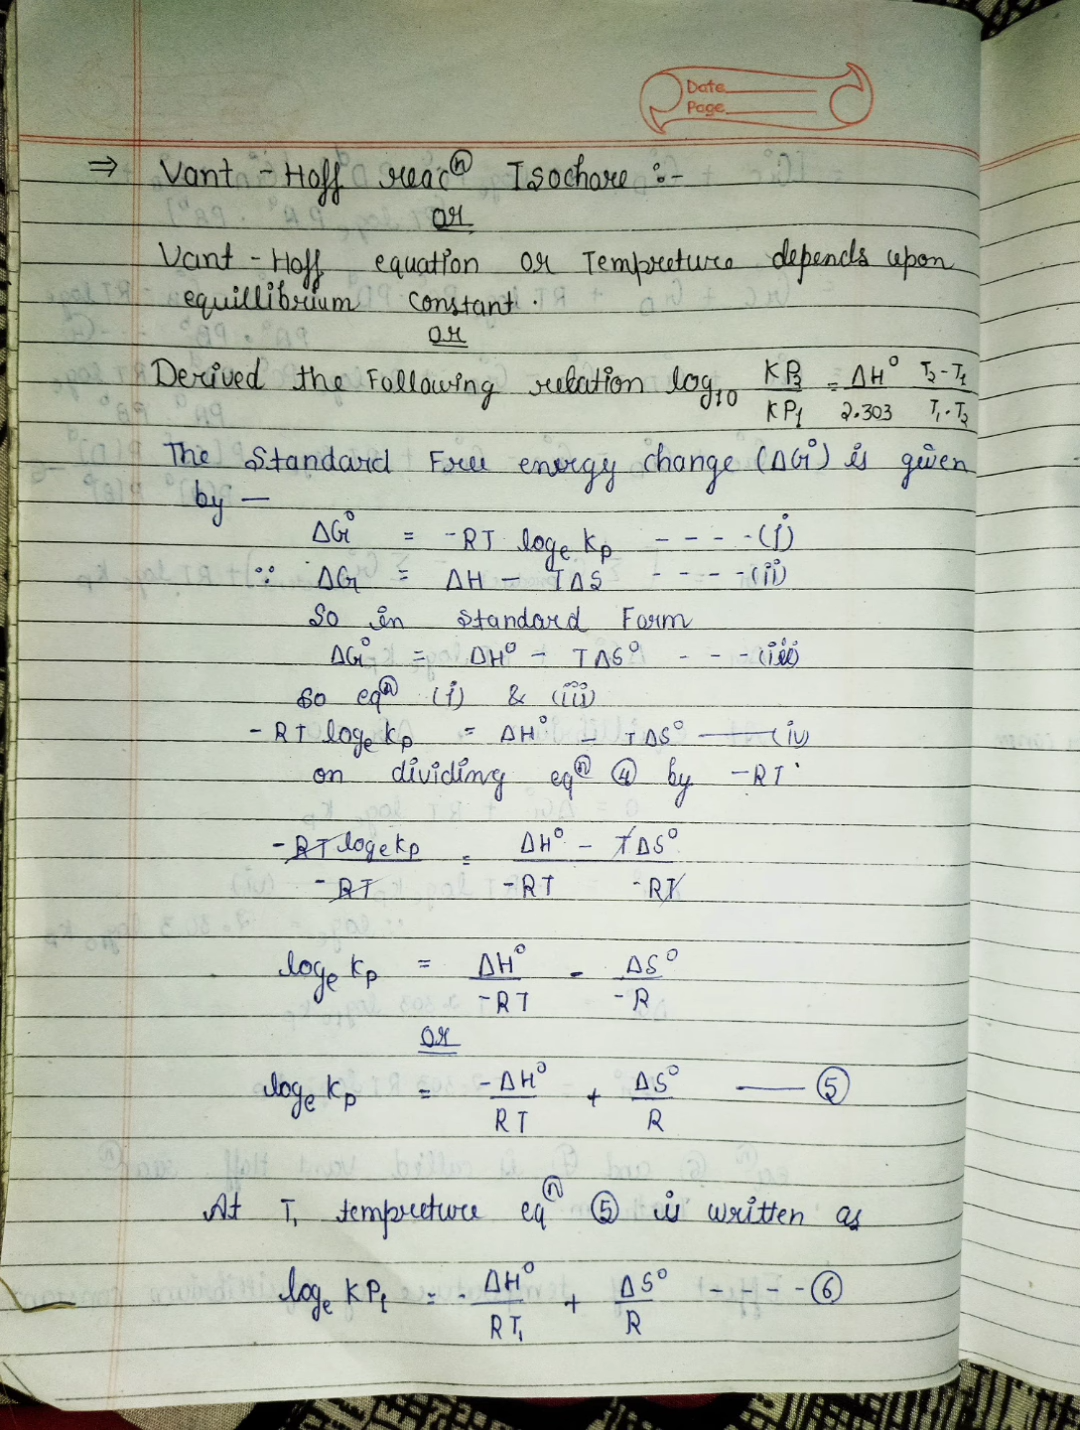 Date
Page
⇒ Vant - Hoff reacⁿ Isochore :-
or
Vant - Hoff equation or Tempreture depends upon
equillibrium constant.
or
Derived the Following relation log₁₀ KP₂/KP₁ = ΔH°/2.303 T₂-T₁/T₁.T₂
The Standard Free energy change (ΔG°) is given
by —
ΔG° = -RT logₑ Kp - - - - (i)
∵ ΔG = ΔH - TΔS - - - - (ii)
So in standard Form
ΔG° = ΔH° - TΔS° - - - (iii)
So eqⁿ (i) & (iii)
- RT logₑ Kp = ΔH° - TΔS° —— (iv)
on dividing eqⁿ ④ by -RT
-RT logₑ Kp/-RT = ΔH°/-RT - TΔS°/-RT
logₑ Kp = ΔH°/-RT - ΔS°/-R
or
logₑ Kp = -ΔH°/RT + ΔS°/R —— ⑤
At T₁ tempreture eqⁿ ⑤ is written as
logₑ KP₁ = -ΔH°/RT₁ + ΔS°/R - - - - ⑥